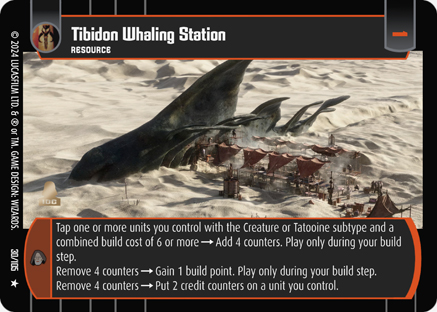 Tibidon Whaling Station
RESOURCE
1
© 2024 LUCASFILM LTD. & ® or TM. GAME DESIGN: WIZARDS.
Tap one or more units you control with the Creature or Tatooine subtype and a
combined build cost of 6 or more → Add 4 counters. Play only during your build
step.
Remove 4 counters → Gain 1 build point. Play only during your build step.
Remove 4 counters → Put 2 credit counters on a unit you control.